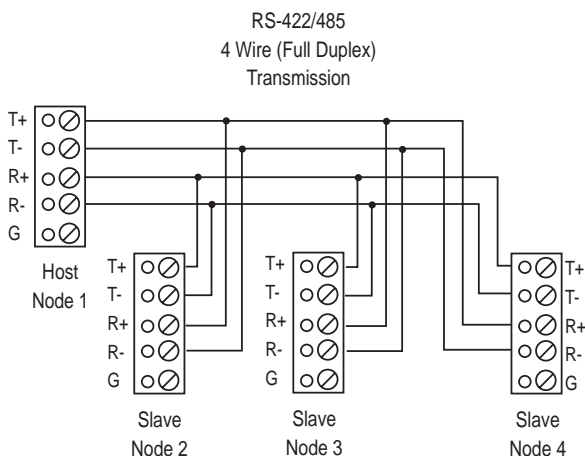 RS-422/485
4 Wire (Full Duplex)
Transmission
T+
T-
R+
R-
G
Host
Node 1
T+
T-
R+
R-
G
Slave
Node 2
T+
T-
R+
R-
G
Slave
Node 3
T+
T-
R+
R-
G
Slave
Node 4